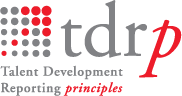 tdrp
Talent Development
Reporting principles